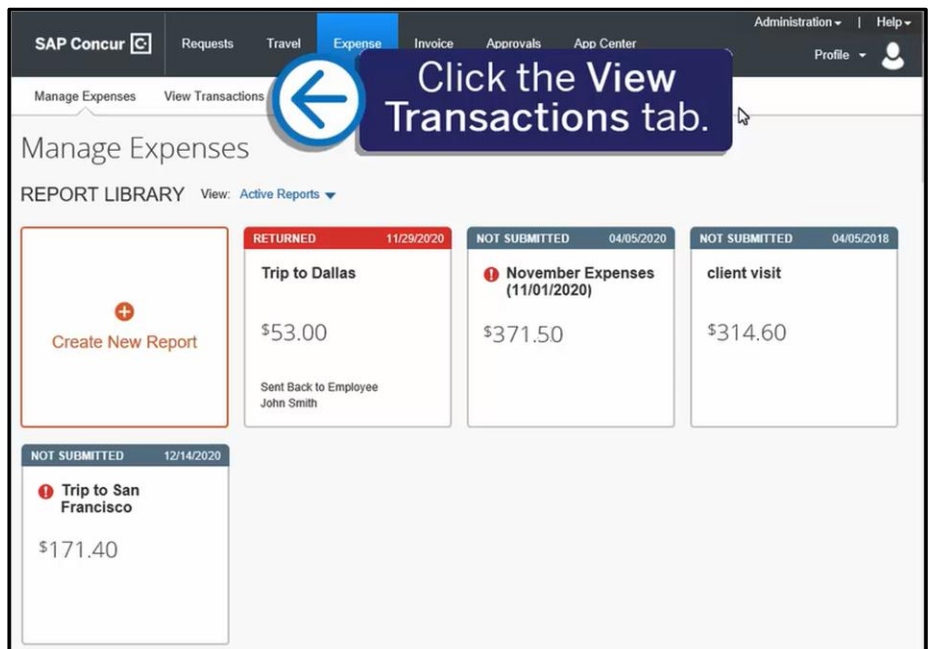 Administration | Help
SAP Concur C Requests Travel Expense Invoice Approvals App Center
Profile
Manage Expenses View Transactions
Click the View
Transactions tab.
Manage Expenses
REPORT LIBRARY View: Active Reports
Create New Report
RETURNED 11/29/2020
Trip to Dallas
$53.00
Sent Back to Employee
John Smith
NOT SUBMITTED 04/05/2020
November Expenses
(11/01/2020)
$371.50
NOT SUBMITTED 04/05/2018
client visit
$314.60
NOT SUBMITTED 12/14/2020
Trip to San
Francisco
$171.40